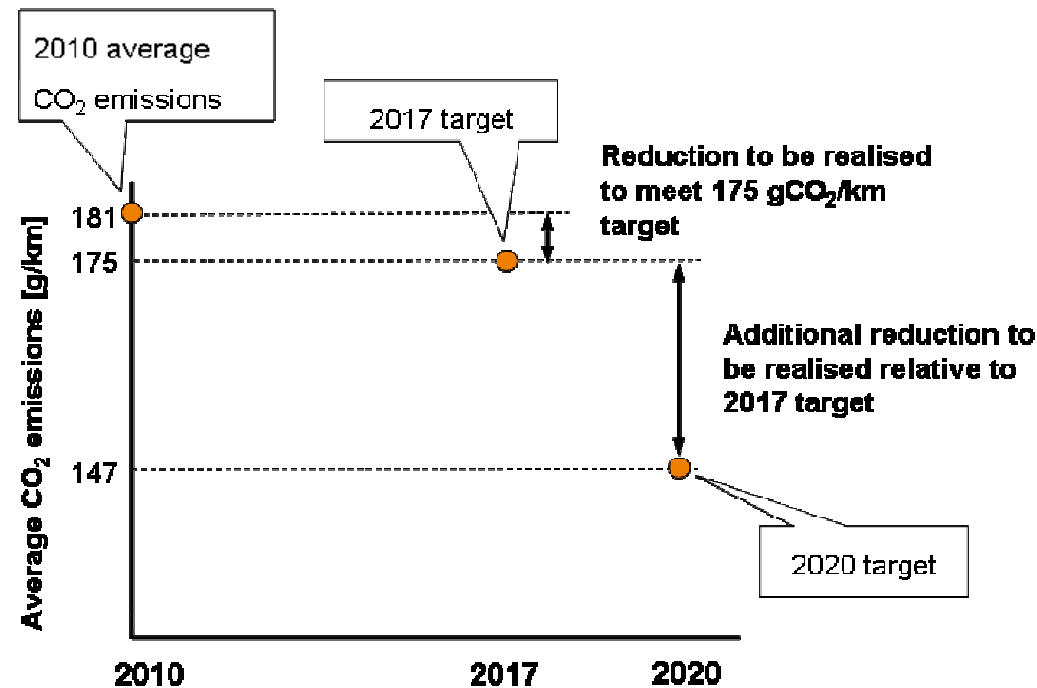 2010 average
CO₂ emissions
2017 target
Reduction to be realised
to meet 175 gCO₂/km
target
181
175
Average CO₂ emissions [g/km]
Additional reduction to
be realised relative to
2017 target
147
2020 target
2010
2017
2020